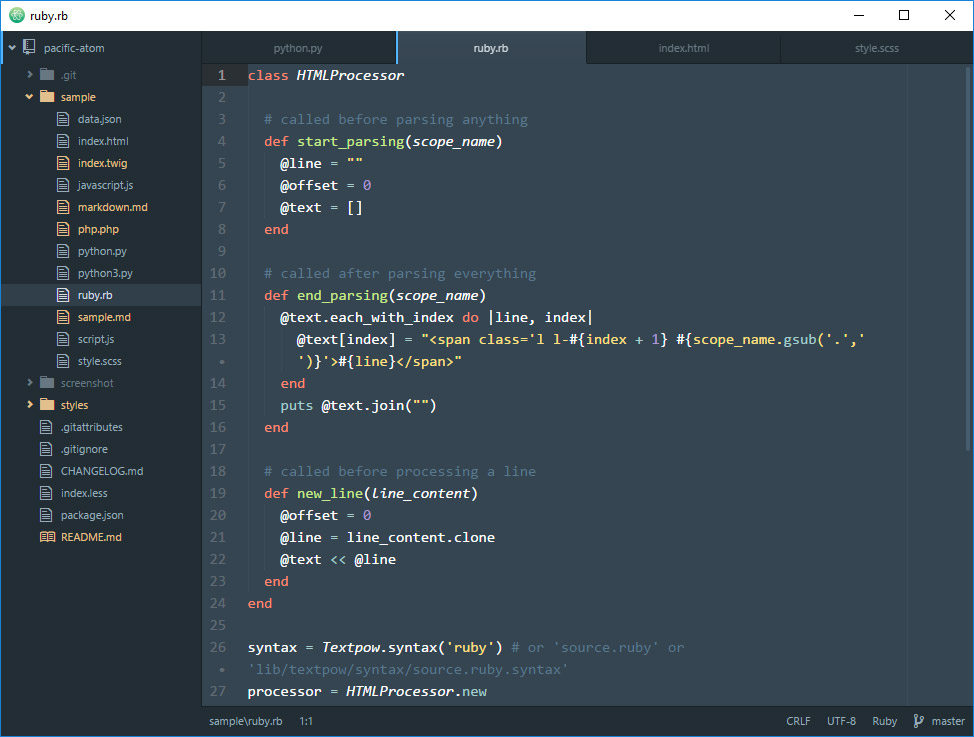 ruby.rb
pacific-atom
.git
sample
data.json
index.html
index.twig
javascript.js
markdown.md
php.php
python.py
python3.py
ruby.rb
sample.md
script.js
style.scss
screenshot
styles
.gitattributes
.gitignore
CHANGELOG.md
index.less
package.json
README.md
python.py ruby.rb index.html style.scss
1 class HTMLProcessor
2
3 # called before parsing anything
4 def start_parsing(scope_name)
5 @line = ""
6 @offset = 0
7 @text = []
8 end
9
10 # called after parsing everything
11 def end_parsing(scope_name)
12 @text.each_with_index do |line, index|
13 @text[index] = "<span class='l l-#{index + 1} #{scope_name.gsub('.','
• ')}'>#{line}</span>"
14 end
15 puts @text.join("")
16 end
17
18 # called before processing a line
19 def new_line(line_content)
20 @offset = 0
21 @line = line_content.clone
22 @text << @line
23 end
24 end
25
26 syntax = Textpow.syntax('ruby') # or 'source.ruby' or
• 'lib/textpow/syntax/source.ruby.syntax'
27 processor = HTMLProcessor.new
sample\ruby.rb 1:1 CRLF UTF-8 Ruby master